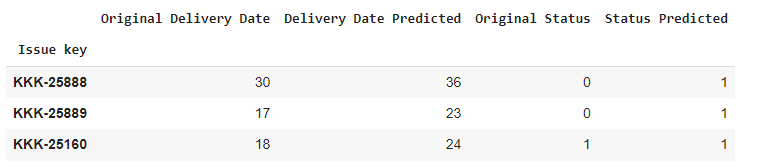 Original Delivery Date Delivery Date Predicted Original Status Status Predicted
Issue key
KKK-25888 30 36 0 1
KKK-25889 17 23 0 1
KKK-25160 18 24 1 1